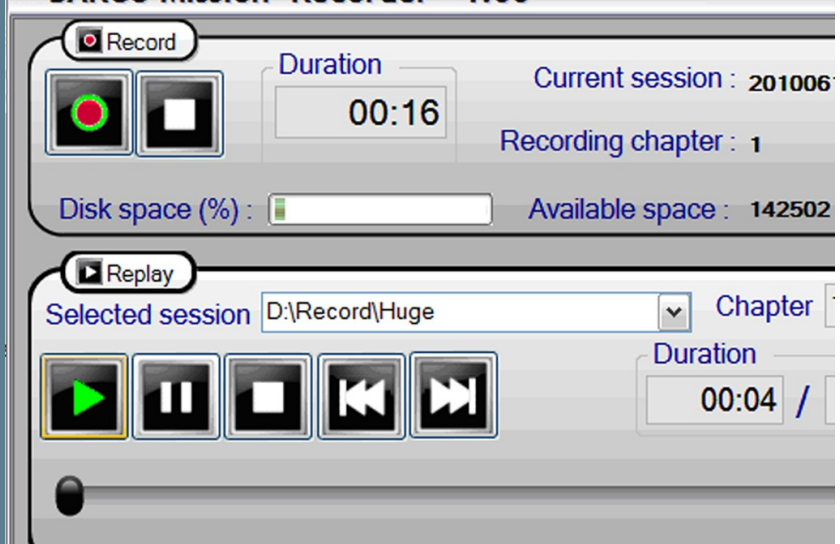 Record
Duration
00:16
Current session : 201006
Recording chapter : 1
Disk space (%) :
Available space : 142502
Replay
Selected session D:\Record\Huge
Chapter
Duration
00:04 /